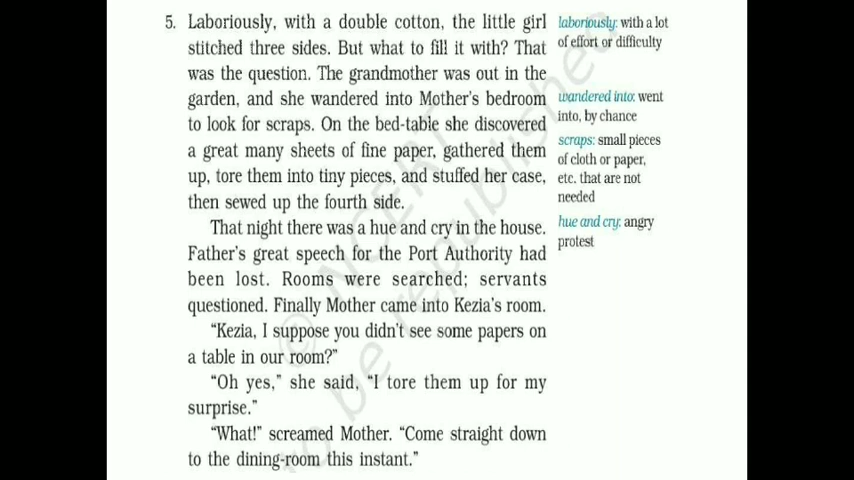 5. Laboriously, with a double cotton, the little girl
stitched three sides. But what to fill it with? That
was the question. The grandmother was out in the
garden, and she wandered into Mother's bedroom
to look for scraps. On the bed-table she discovered
a great many sheets of fine paper, gathered them
up, tore them into tiny pieces, and stuffed her case,
then sewed up the fourth side.
That night there was a hue and cry in the house.
Father's great speech for the Port Authority had
been lost. Rooms were searched; servants
questioned. Finally Mother came into Kezia's room.
"Kezia, I suppose you didn't see some papers on
a table in our room?"
"Oh yes," she said, "I tore them up for my
surprise."
"What!" screamed Mother. "Come straight down
to the dining-room this instant."
laboriously: with a lot
of effort or difficulty
wandered into: went
into, by chance
scraps: small pieces
of cloth or paper,
etc. that are not
needed
hue and cry: angry
protest
© NCERT
to be republished